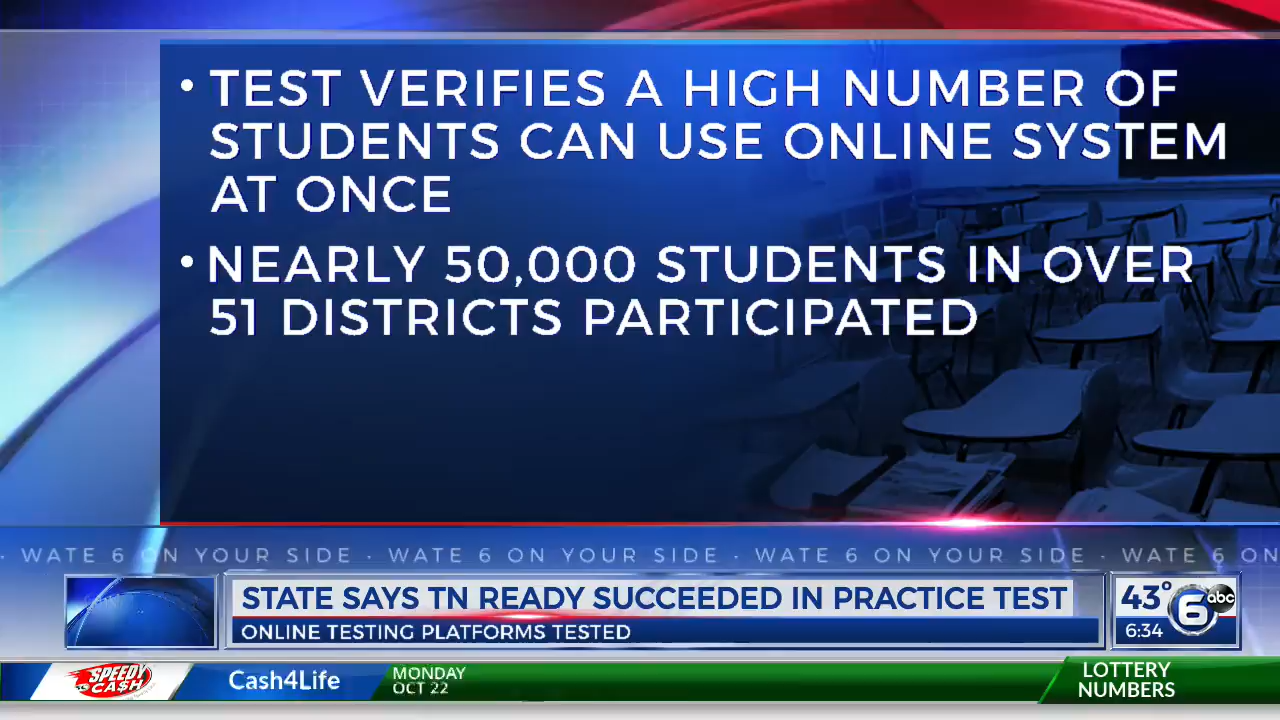 • TEST VERIFIES A HIGH NUMBER OF
STUDENTS CAN USE ONLINE SYSTEM
AT ONCE
• NEARLY 50,000 STUDENTS IN OVER
51 DISTRICTS PARTICIPATED
· WATE 6 ON YOUR SIDE · WATE 6 ON YOUR SIDE · WATE 6 ON YOUR SIDE · WATE 6 ON
STATE SAYS TN READY SUCCEEDED IN PRACTICE TEST
ONLINE TESTING PLATFORMS TESTED
43°
6:34
6 abc
SPEEDY
CA$H
Cash4Life
MONDAY
OCT 22
LOTTERY
NUMBERS